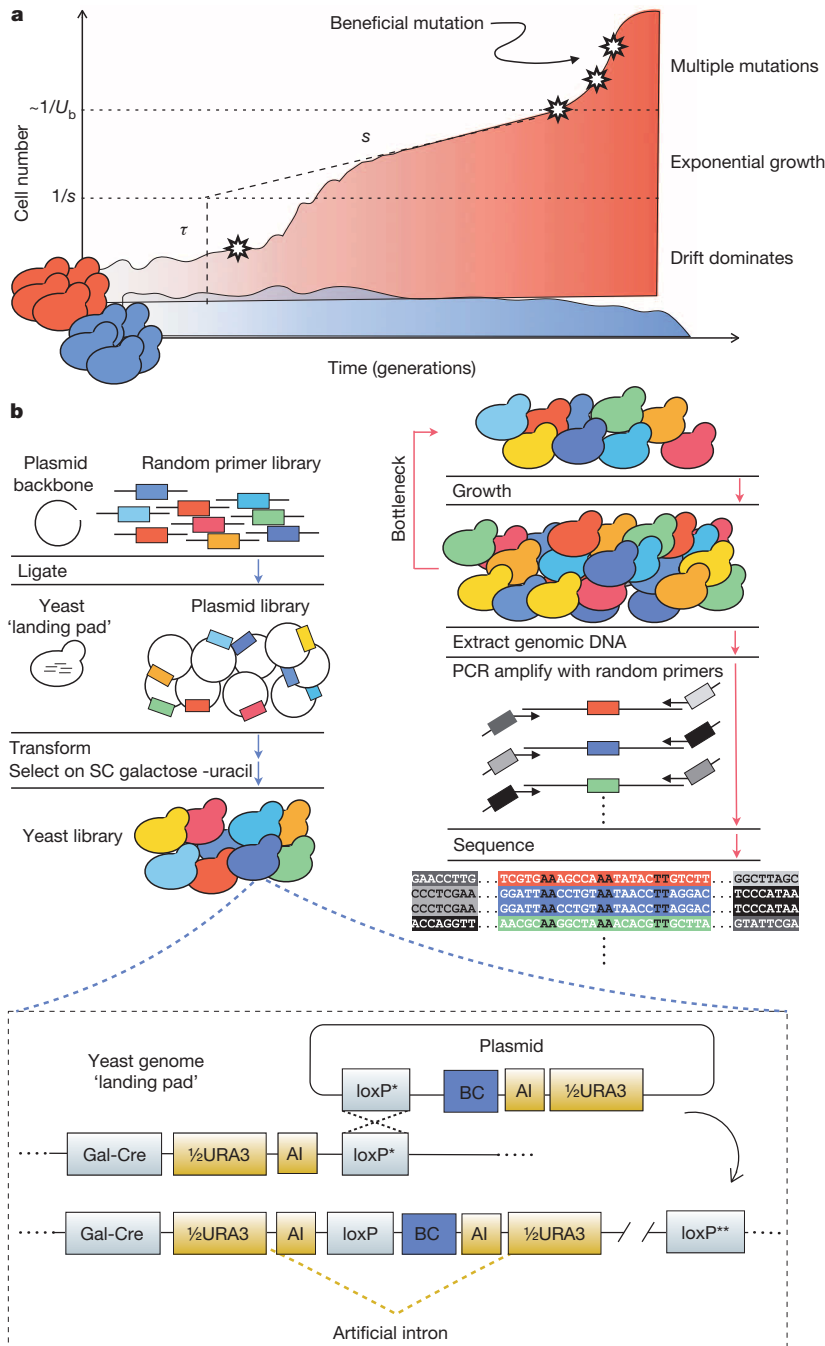 a
Beneficial mutation
Multiple mutations
~1/Ub
s
Exponential growth
Cell number
1/s
τ
Drift dominates
Time (generations)
b
Plasmid
backbone
Random primer library
Ligate
Yeast
'landing pad'
Plasmid library
Transform
Select on SC galactose -uracil
Yeast library
Bottleneck
Growth
Extract genomic DNA
PCR amplify with random primers
Sequence
GAACCTTG ... TCGTGAAAGCCAAATATACTTGTCTT ... GGCTTAGC
CCCTCGAA GGATTAACCTGTAATAACCTTAGGAC TCCCATAA
CCCTCGAA GGATTAACCTGTAATAACCTTAGGAC TCCCATAA
ACCAGGTT ... AACGCAAGGCTAAAACACGTTGCTTA ... GTATTCGA
Yeast genome
'landing pad'
Plasmid
loxP* BC AI ½URA3
Gal-Cre ½URA3 AI loxP*
Gal-Cre ½URA3 AI loxP BC AI ½URA3 loxP**
Artificial intron